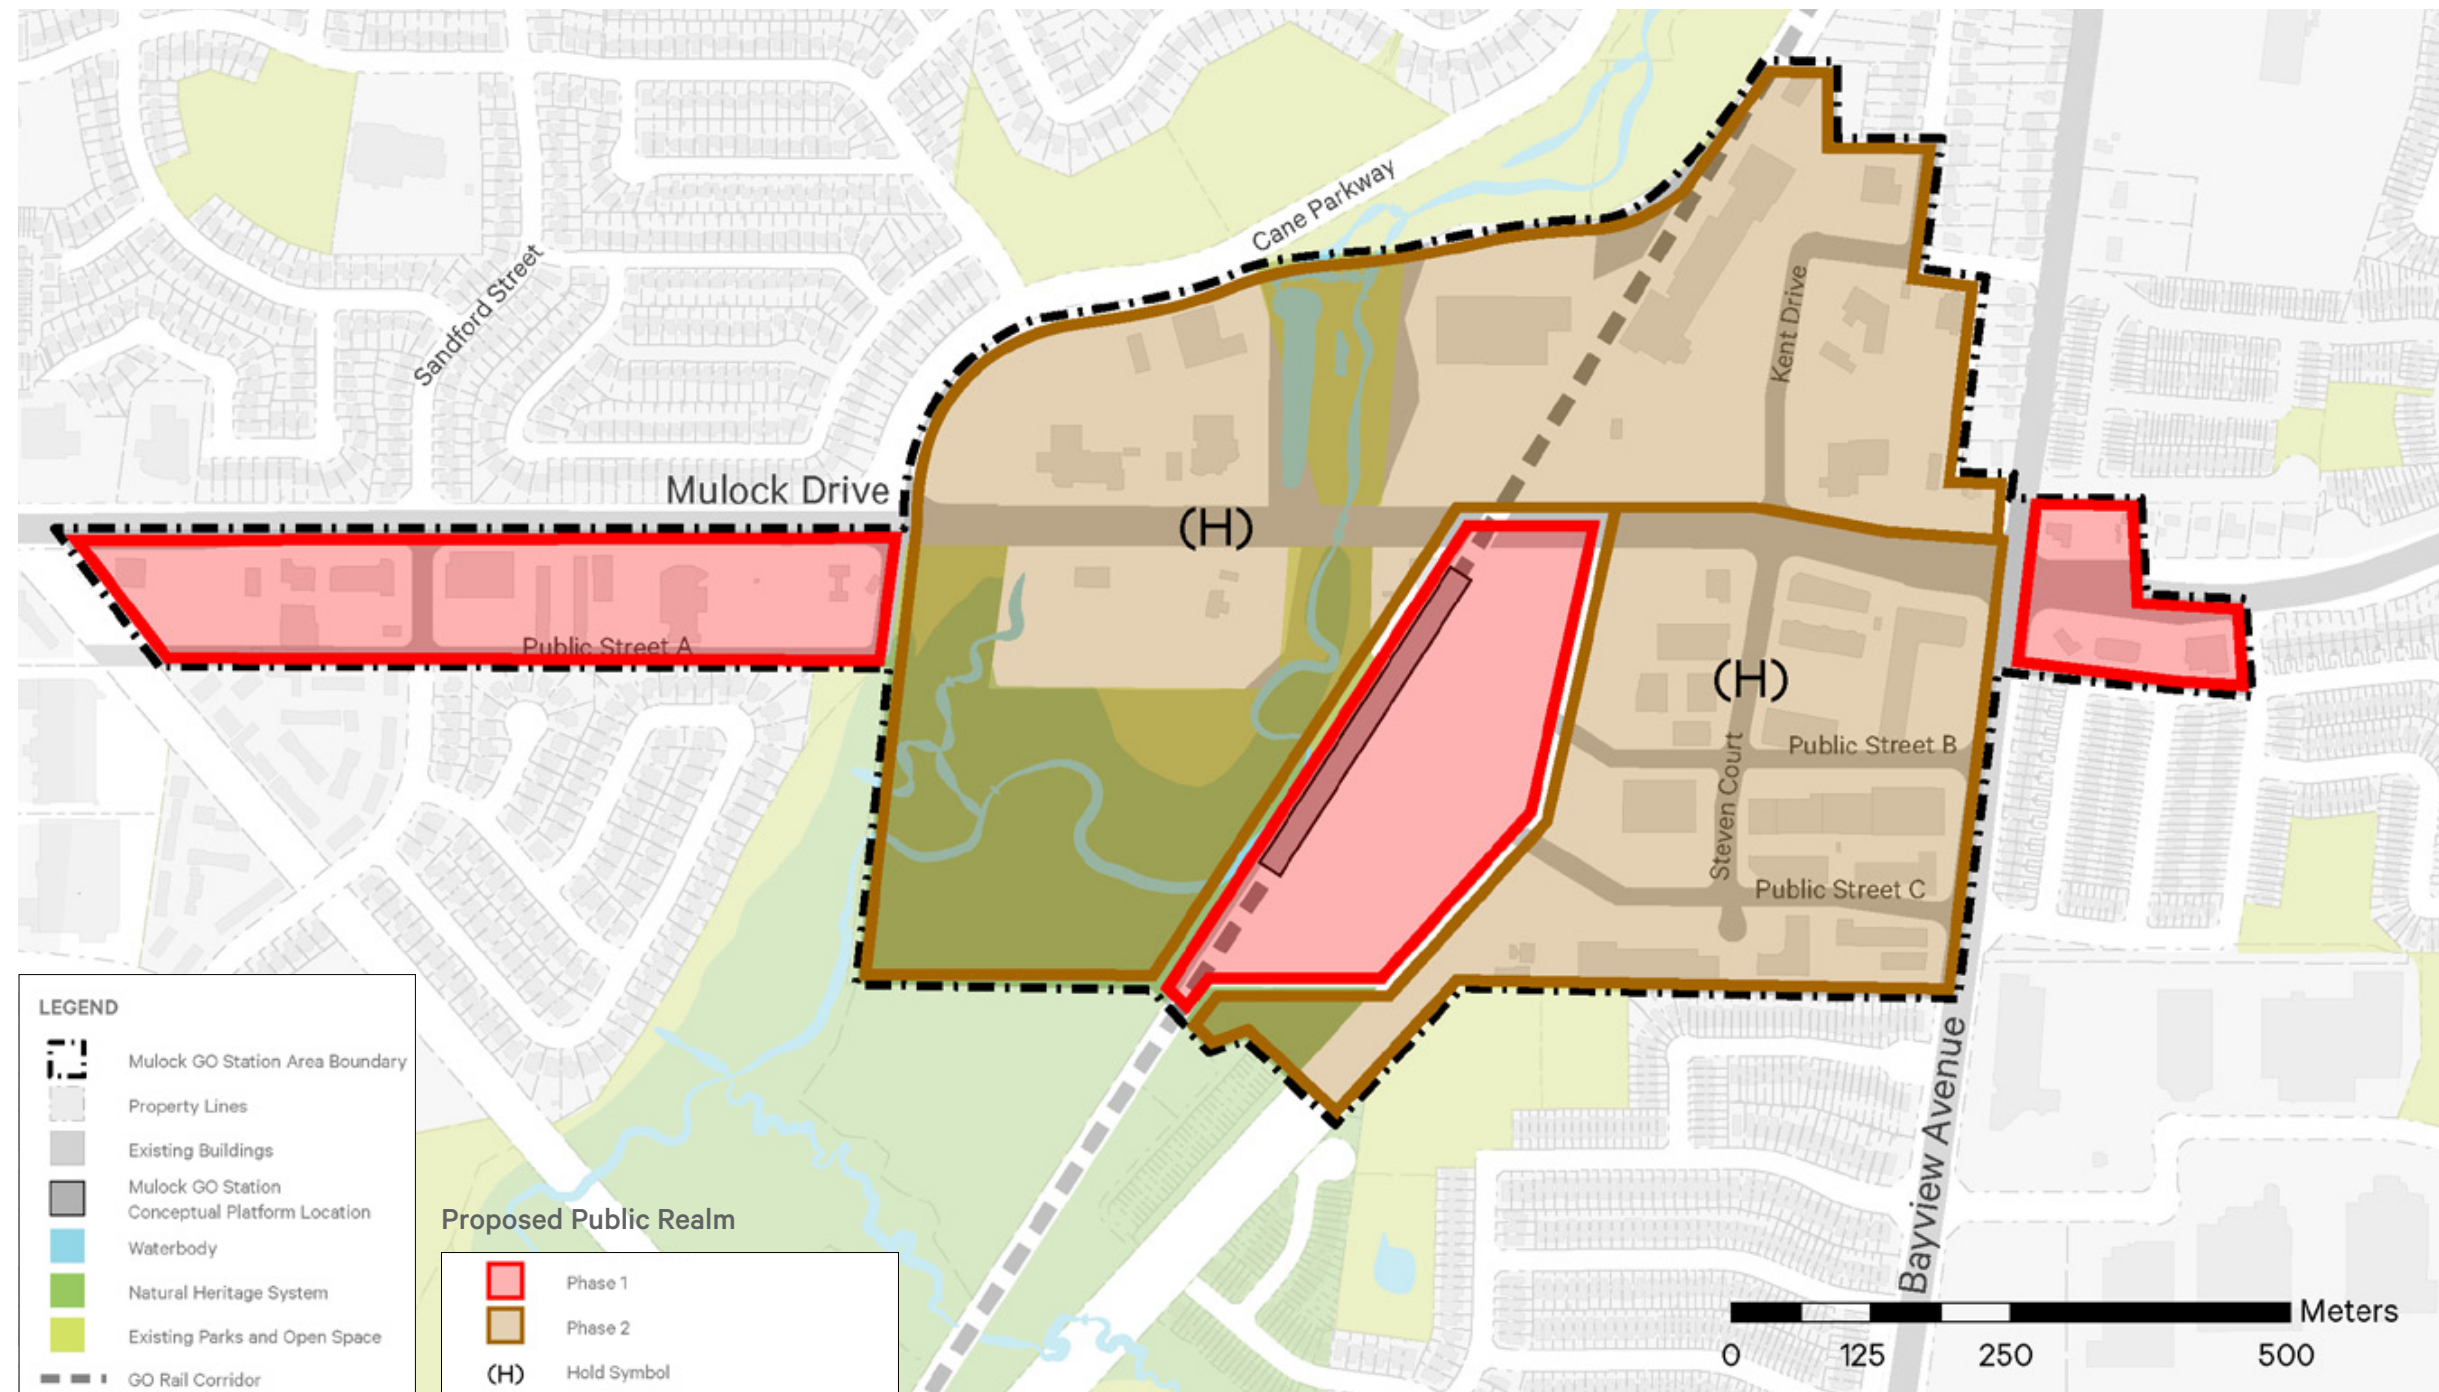 Cane Parkway
Sandford Street
Kent Drive
Mulock Drive
(H)
Public Street A
(H)
Public Street B
Steven Court
Public Street C
Bayview Avenue
LEGEND
Mulock GO Station Area Boundary
Property Lines
Existing Buildings
Mulock GO Station
Conceptual Platform Location
Waterbody
Natural Heritage System
Existing Parks and Open Space
GO Rail Corridor
Proposed Public Realm
Phase 1
Phase 2
(H) Hold Symbol
Meters
0 125 250 500